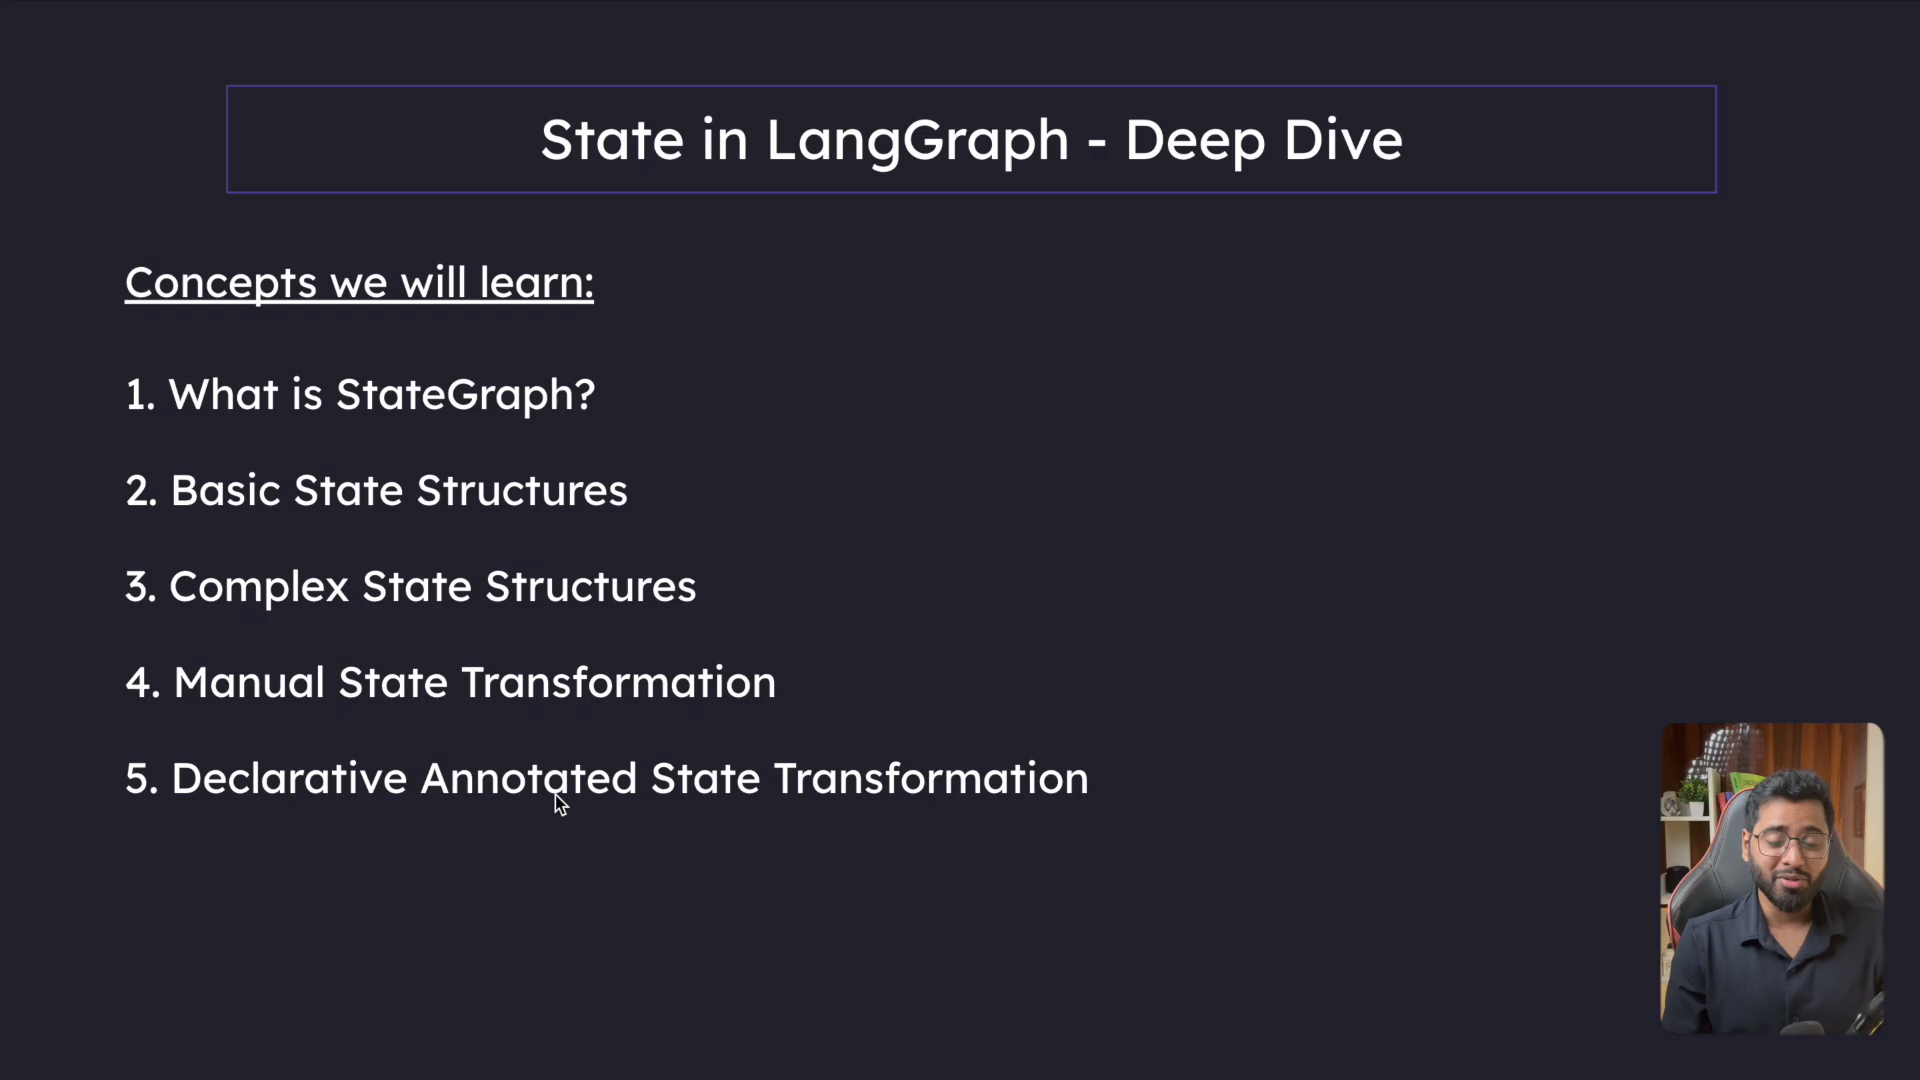 State in LangGraph - Deep Dive
Concepts we will learn:
1. What is StateGraph?
2. Basic State Structures
3. Complex State Structures
4. Manual State Transformation
5. Declarative Annotated State Transformation